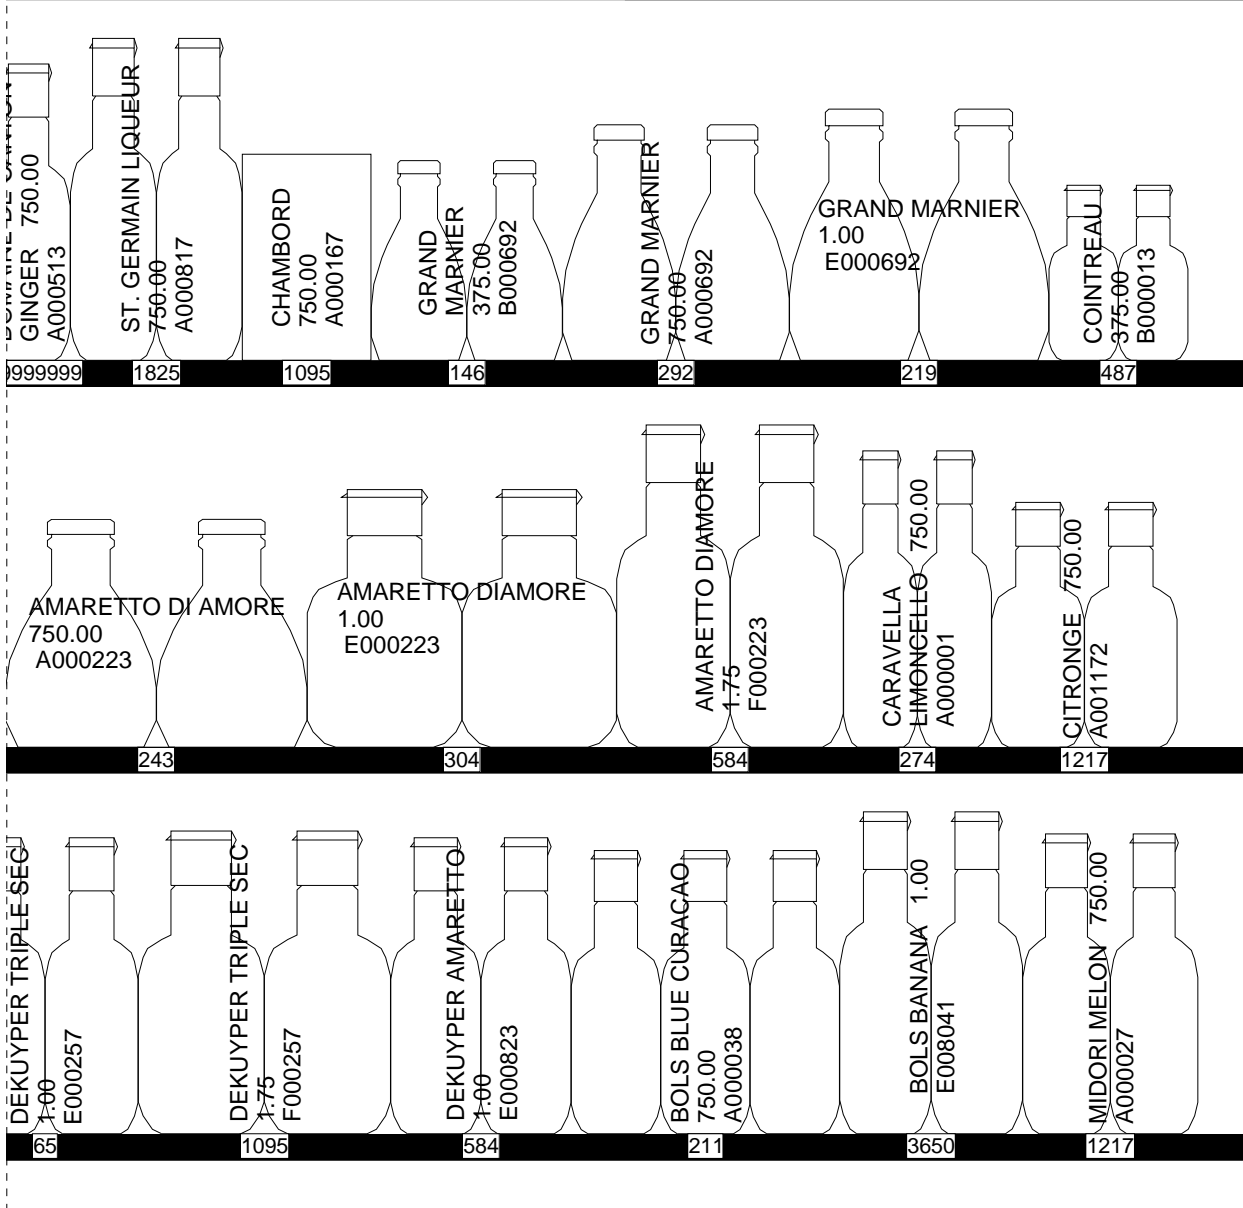 GINGER 750.00
A000513
ST. GERMAIN LIQUEUR
750.00
A000817
CHAMBORD
750.00
A000167
GRAND
MARNIER
375.00
B000692
GRAND MARNIER
750.00
A000692
GRAND MARNIER
1.00
E000692
COINTREAU
375.00
B000013
9999999
1825
1095
146
292
219
487
AMARETTO DI AMORE
750.00
A000223
AMARETTO DIAMORE
1.00
E000223
AMARETTO DIAMORE
1.75
F000223
CARAVELLA
LIMONCELLO 750.00
A000001
CITRONGE 750.00
A001172
243
304
584
274
1217
DEKUYPER TRIPLE SEC
1.00
E000257
DEKUYPER TRIPLE SEC
1.75
F000257
DEKUYPER AMARETTO
1.00
E000823
BOLS BLUE CURACAO
750.00
A000038
BOLS BANANA 1.00
E008041
MIDORI MELON 750.00
A000027
65
1095
584
211
3650
1217